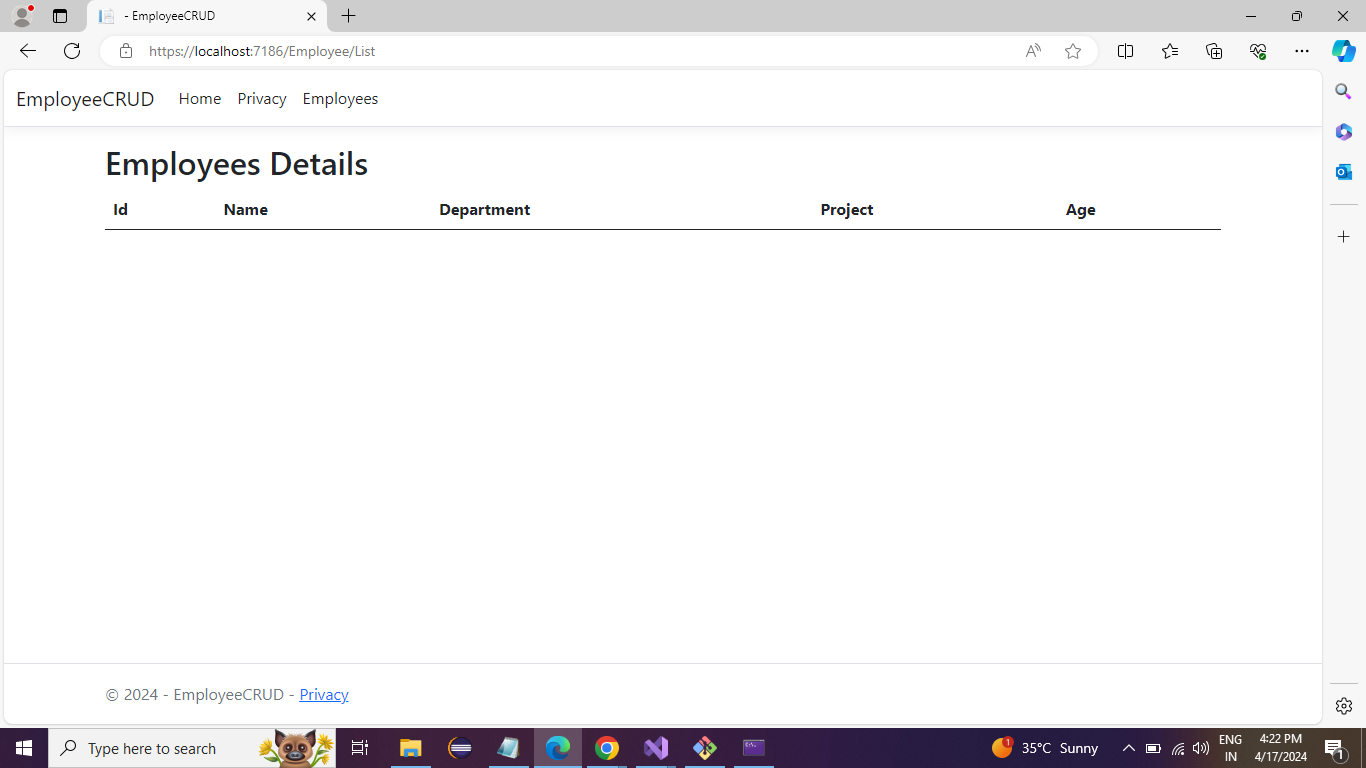 - EmployeeCRUD
https://localhost:7186/Employee/List
EmployeeCRUD Home Privacy Employees
Employees Details
Id Name Department Project Age
© 2024 - EmployeeCRUD - Privacy
Type here to search
35°C Sunny
ENG
IN
4:22 PM
4/17/2024
1